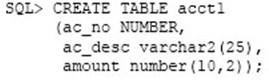 SQL> CREATE TABLE acct1
(ac_no NUMBER,
ac_desc varchar2(25),
amount number(10,2));